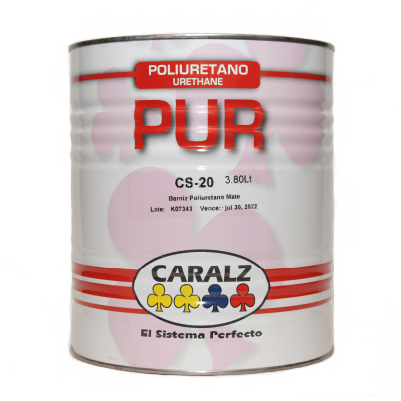 POLIURETANO
URETHANE
PUR
CS-20 3.80Lt
Barniz Poliuretano Mate
Lote: K07343 Vence: jul 30, 2022
CARALZ
El Sistema Perfecto